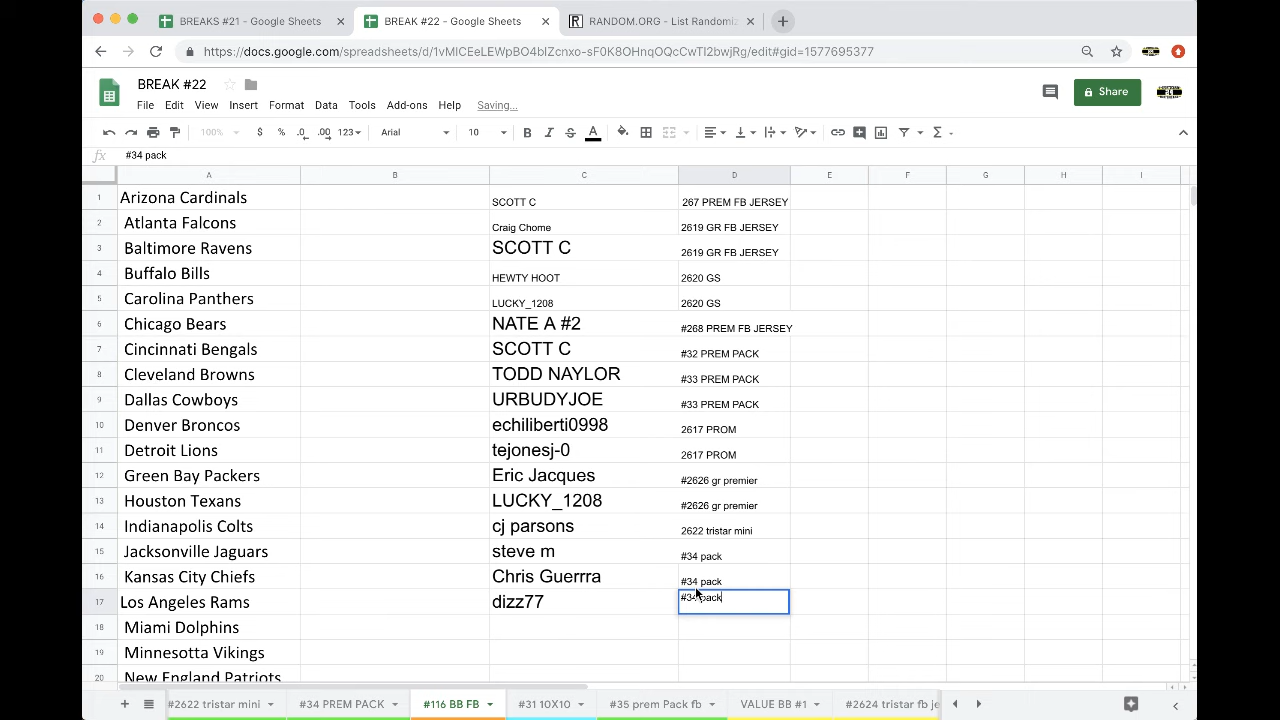 BREAKS #21 - Google Sheets
BREAK #22 - Google Sheets
RANDOM.ORG - List Randomiz
https://docs.google.com/spreadsheets/d/1vMICEeLEWpBO4bIZcnxo-sF0K8OHnqOQcCwTI2bwjRg/edit#gid=1577695377
BREAK #22
File Edit View Insert Format Data Tools Add-ons Help Saving...
Share
100% $ % .0 .00 123 Arial 10 B I S A
fx #34 pack
A B C D E F G H I
1 Arizona Cardinals SCOTT C 267 PREM FB JERSEY
2 Atlanta Falcons Craig Chome 2619 GR FB JERSEY
3 Baltimore Ravens SCOTT C 2619 GR FB JERSEY
4 Buffalo Bills HEWTY HOOT 2620 GS
5 Carolina Panthers LUCKY_1208 2620 GS
6 Chicago Bears NATE A #2 #268 PREM FB JERSEY
7 Cincinnati Bengals SCOTT C #32 PREM PACK
8 Cleveland Browns TODD NAYLOR #33 PREM PACK
9 Dallas Cowboys URBUDYJOE #33 PREM PACK
10 Denver Broncos echiliberti0998 2617 PROM
11 Detroit Lions tejonesj-0 2617 PROM
12 Green Bay Packers Eric Jacques #2626 gr premier
13 Houston Texans LUCKY_1208 #2626 gr premier
14 Indianapolis Colts cj parsons 2622 tristar mini
15 Jacksonville Jaguars steve m #34 pack
16 Kansas City Chiefs Chris Guerrra #34 pack
17 Los Angeles Rams dizz77 #34 pack
18 Miami Dolphins
19 Minnesotta Vikings
20 New England Patriots
#2622 tristar mini #34 PREM PACK #116 BB FB #31 10X10 #35 prem Pack fb VALUE BB #1 #2624 tristar fb je